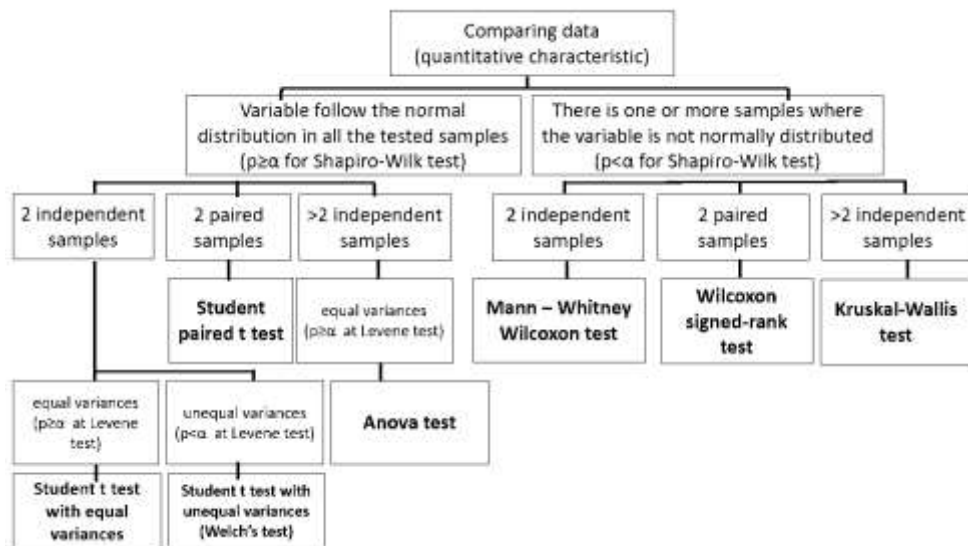 Comparing data
(quantitative characteristic)
Variable follow the normal
distribution in all the tested samples
(p≥α for Shapiro-Wilk test)
There is one or more samples where
the variable is not normally distributed
(p<α for Shapiro-Wilk test)
2 independent
samples
2 paired
samples
>2 independent
samples
2 independent
samples
2 paired
samples
>2 independent
samples
Student
paired t test
equal variances
(p≥α at Levene test)
Mann – Whitney
Wilcoxon test
Wilcoxon
signed-rank
test
Kruskal-Wallis
test
equal variances
(p≥α at Levene
test)
unequal variances
(p<α at Levene test)
Anova test
Student t test
with equal
variances
Student t test with
unequal variances
(Welch's test)